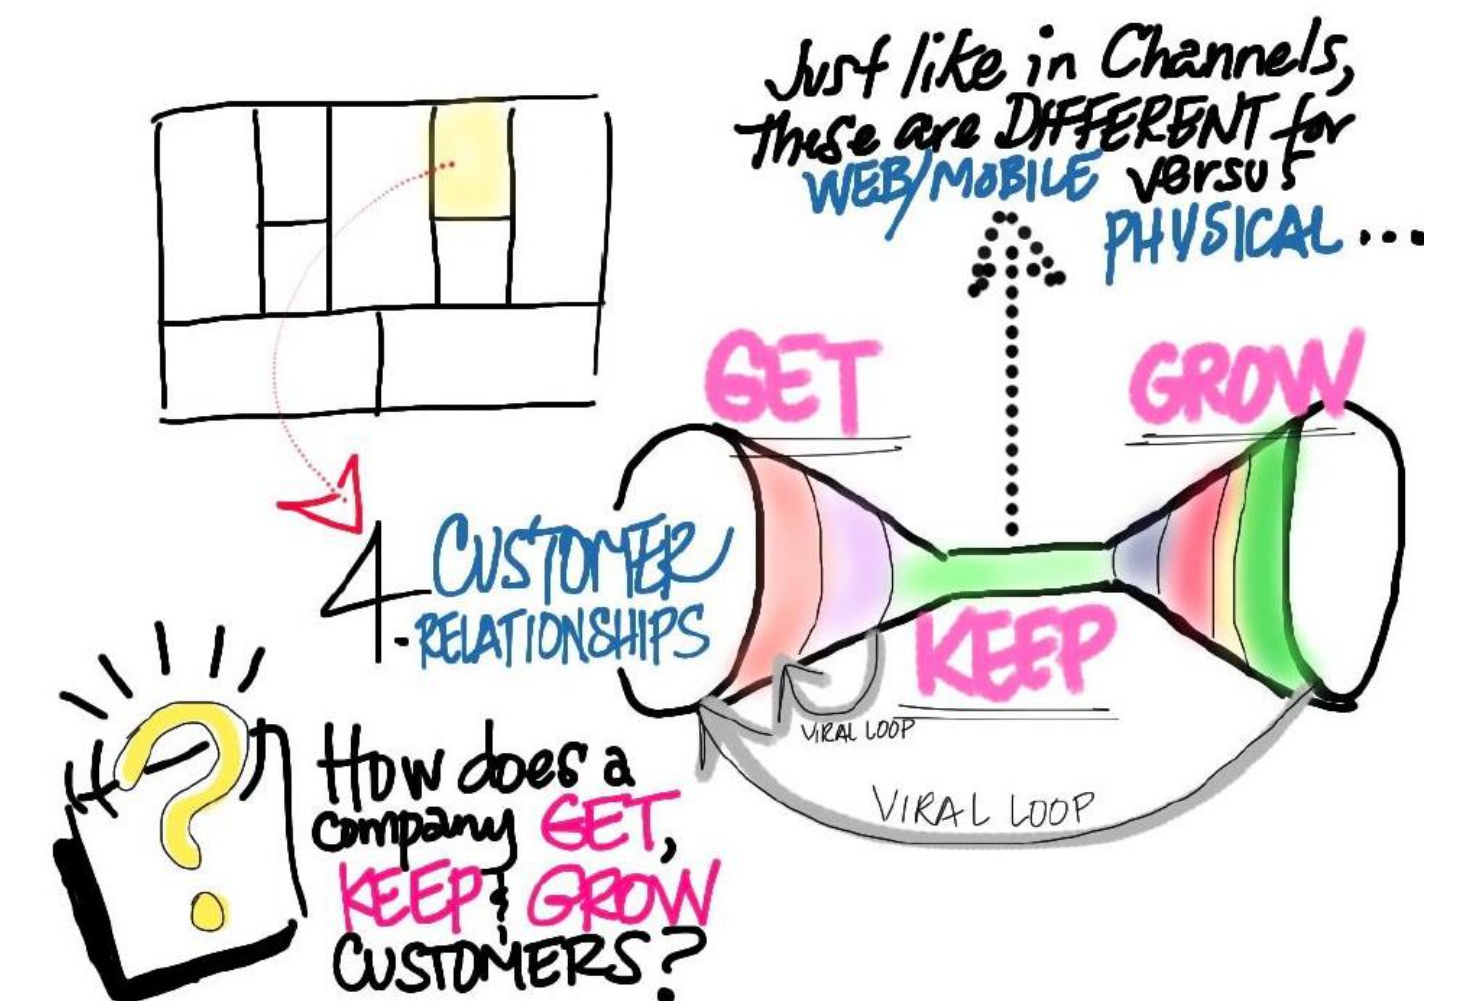 Just like in Channels,
these are DIFFERENT for
WEB/MOBILE versus
PHYSICAL ...
GET
GROW
4. CUSTOMER
RELATIONSHIPS
KEEP
VIRAL LOOP
VIRAL LOOP
How does a
company GET,
KEEP & GROW
CUSTOMERS?
?